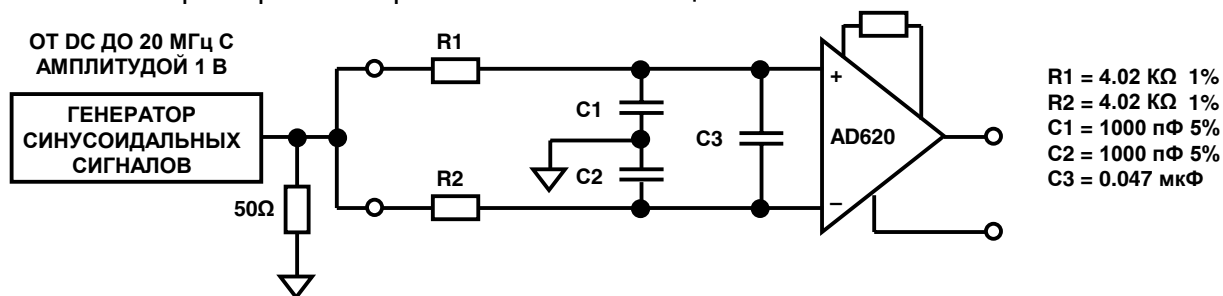 ОТ DC ДО 20 МГц С
АМПЛИТУДОЙ 1 В
ГЕНЕРАТОР
СИНУСОИДАЛЬНЫХ
СИГНАЛОВ
50Ω
R1
R2
C1
C2
C3
+
–
AD620
R1 = 4.02 KΩ 1%
R2 = 4.02 KΩ 1%
C1 = 1000 пФ 5%
C2 = 1000 пФ 5%
C3 = 0.047 мкФ